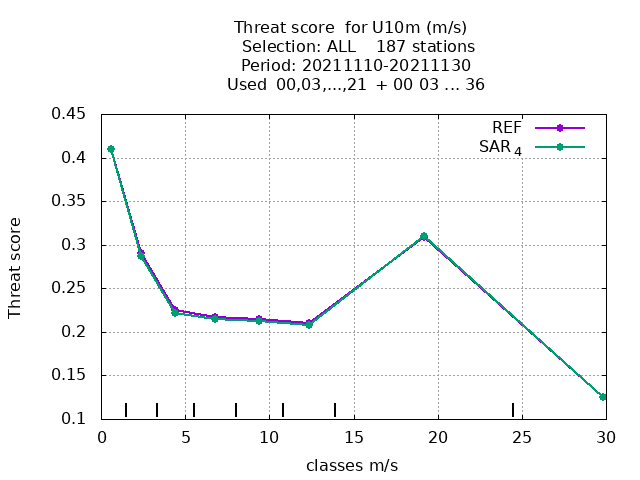 Threat score  for U10m (m/s)
Selection: ALL    187 stations
Period: 20211110-20211130
Used  00,03,...,21  + 00 03 ... 36
0.45
0.4
0.35
0.3
0.25
0.2
0.15
0.1
Threat score
REF
SAR4
0 5 10 15 20 25 30
classes m/s